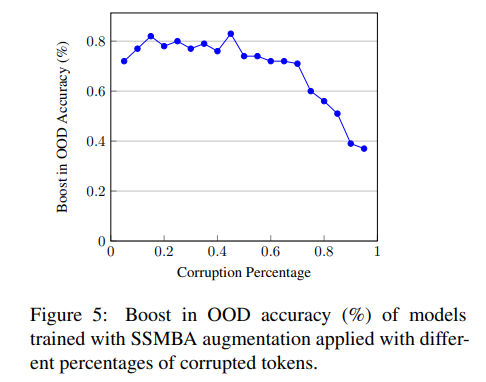 0.8
0.6
0.4
0.2
0
0 0.2 0.4 0.6 0.8 1
Boost in OOD Accuracy (%)
Corruption Percentage
Figure 5: Boost in OOD accuracy (%) of models
trained with SSMBA augmentation applied with differ-
ent percentages of corrupted tokens.